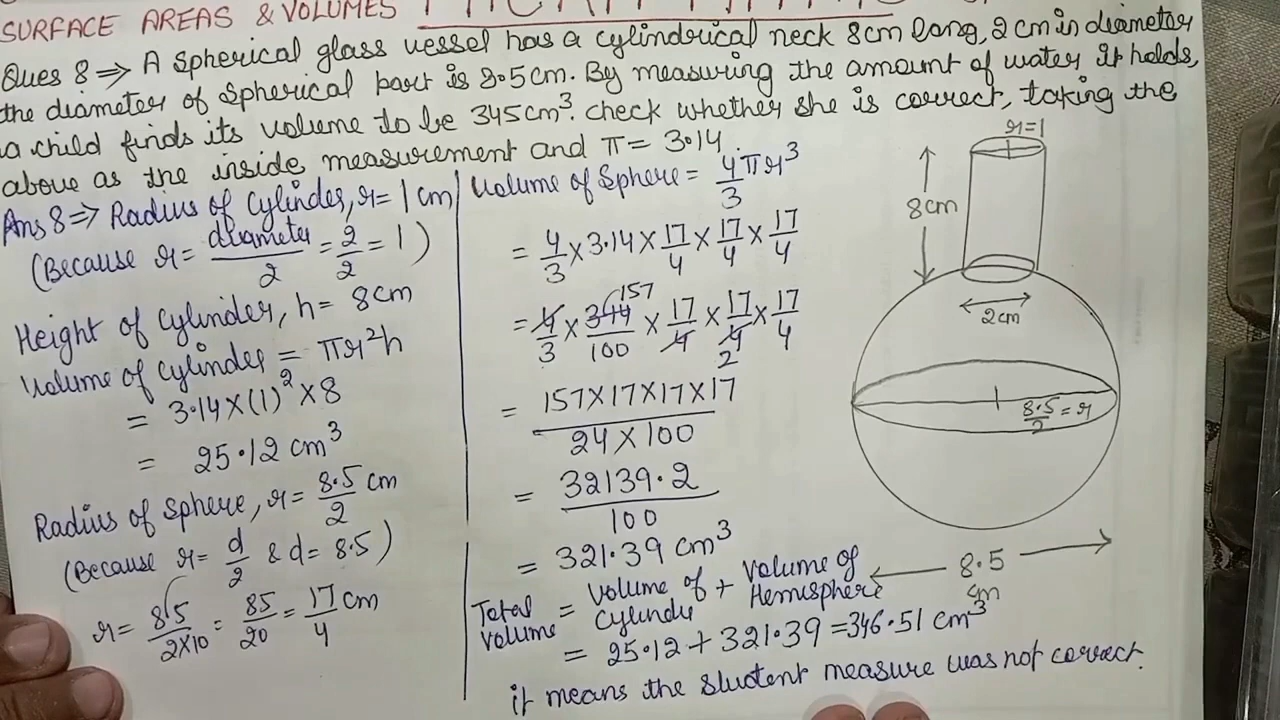 SURFACE AREAS & VOLUMES
Ques 8 ⇒ A spherical glass vessel has a cylindrical neck 8cm long, 2cm in diameter
the diameter of spherical part is 8.5cm. By measuring the amount of water it holds,
a child finds its volume to be 345cm³. check whether she is correct, taking the
above as the inside measurement and π = 3.14
Ans 8 ⇒ Radius of Cylinder, r = 1 cm
(Because r = diameter/2 = 2/2 = 1)
Height of Cylinder, h = 8cm
Volume of Cylinder = πr²h
= 3.14 × (1)² × 8
= 25.12 cm³
Radius of sphere, r = 8.5/2 cm
(Because r = d/2 & d = 8.5)
r = 8.5/2×10 = 85/20 = 17/4 cm
Volume of Sphere = 4/3 πr³
= 4/3 × 3.14 × 17/4 × 17/4 × 17/4
= 4/3 × 314/100 × 17/4 × 17/4 × 17/4
157
2
= 157×17×17×17/24×100
= 32139.2/100
= 321.39 cm³
Total volume = Volume of Cylinder + Volume of Hemisphere
= 25.12 + 321.39 = 346.51 cm³
it means the student measure was not correct.
r=1
8cm
2cm
8.5/2 = r
8.5
cm